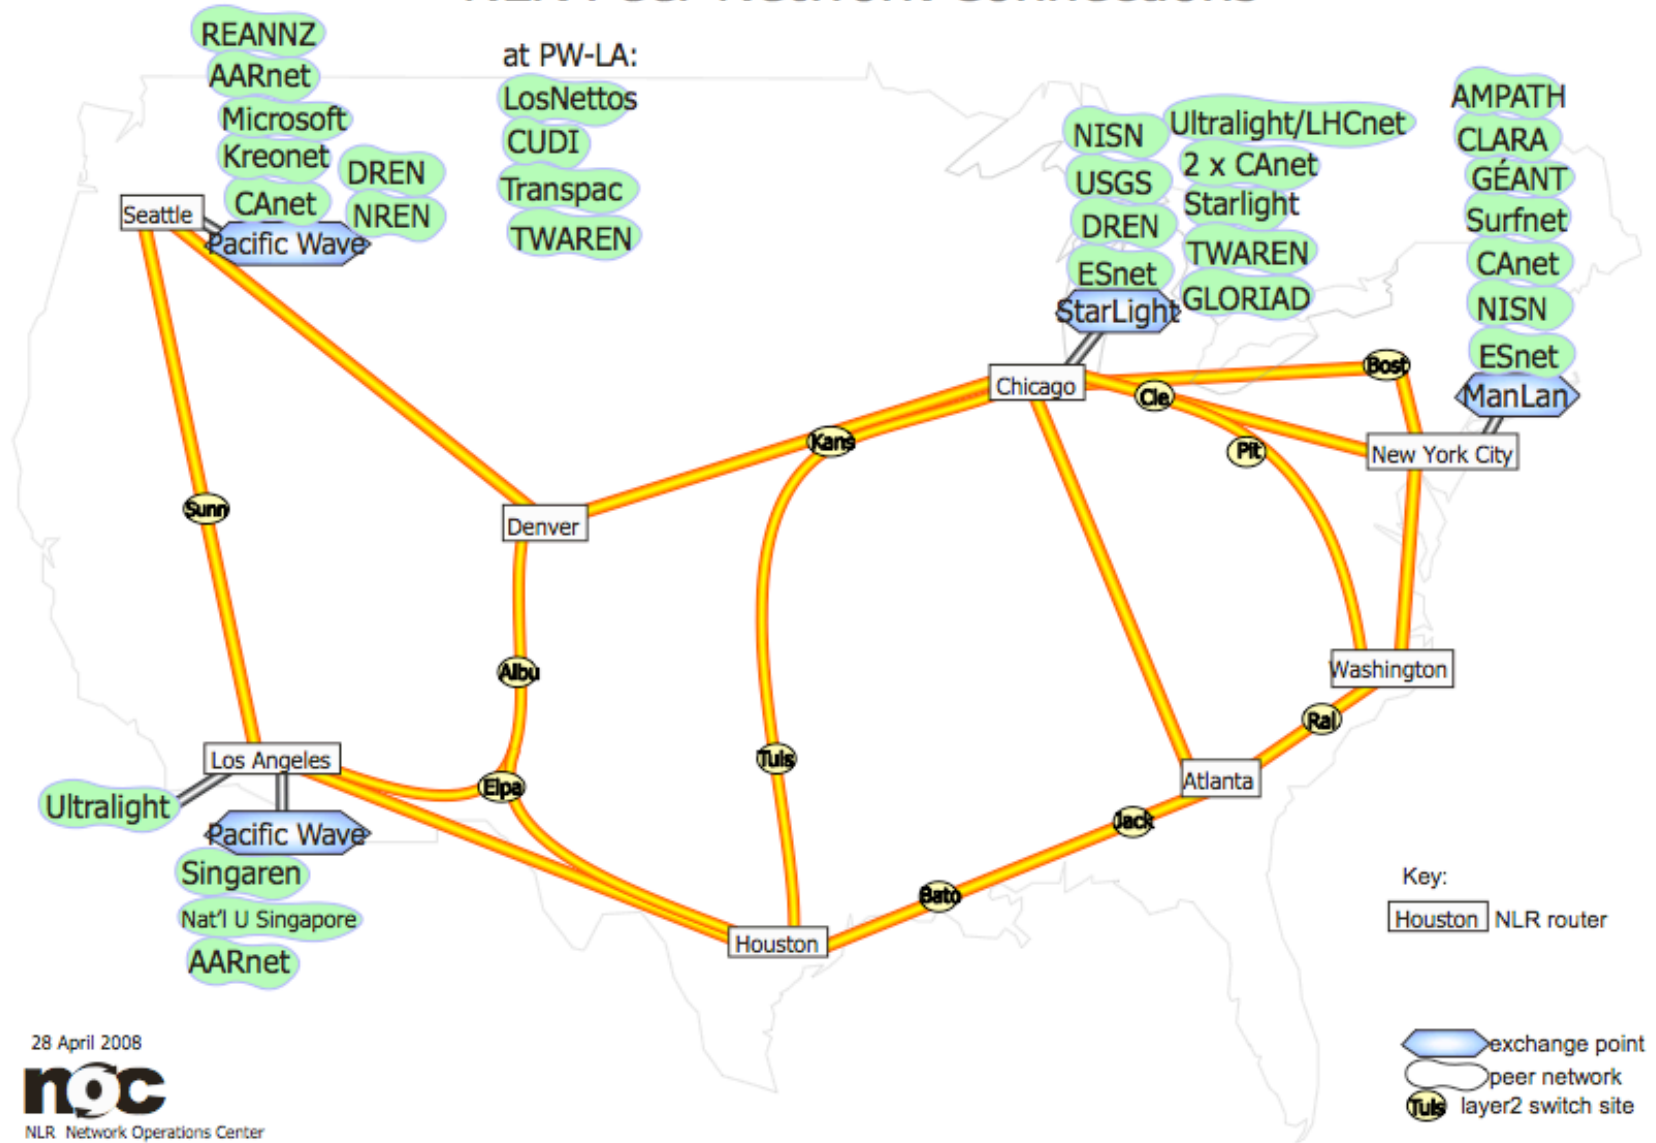 NLR Peer Network Connections
REANNZ
AARnet
Microsoft
Kreonet
CAnet
DREN
NREN
Seattle
Pacific Wave
at PW-LA:
LosNettos
CUDI
Transpac
TWAREN
NISN
USGS
DREN
ESnet
StarLight
Ultralight/LHCnet
2 x CAnet
Starlight
TWAREN
GLORIAD
AMPATH
CLARA
GÉANT
Surfnet
CAnet
NISN
ESnet
ManLan
Chicago
Bost
Cle
Pit
New York City
Kans
Sunn
Denver
Albu
Washington
Ral
Los Angeles
Elpa
Tuls
Atlanta
Jack
Ultralight
Pacific Wave
Singaren
Nat'l U Singapore
AARnet
Bato
Houston
Key:
Houston NLR router
exchange point
peer network
Tuls layer2 switch site
28 April 2008
noc
NLR Network Operations Center